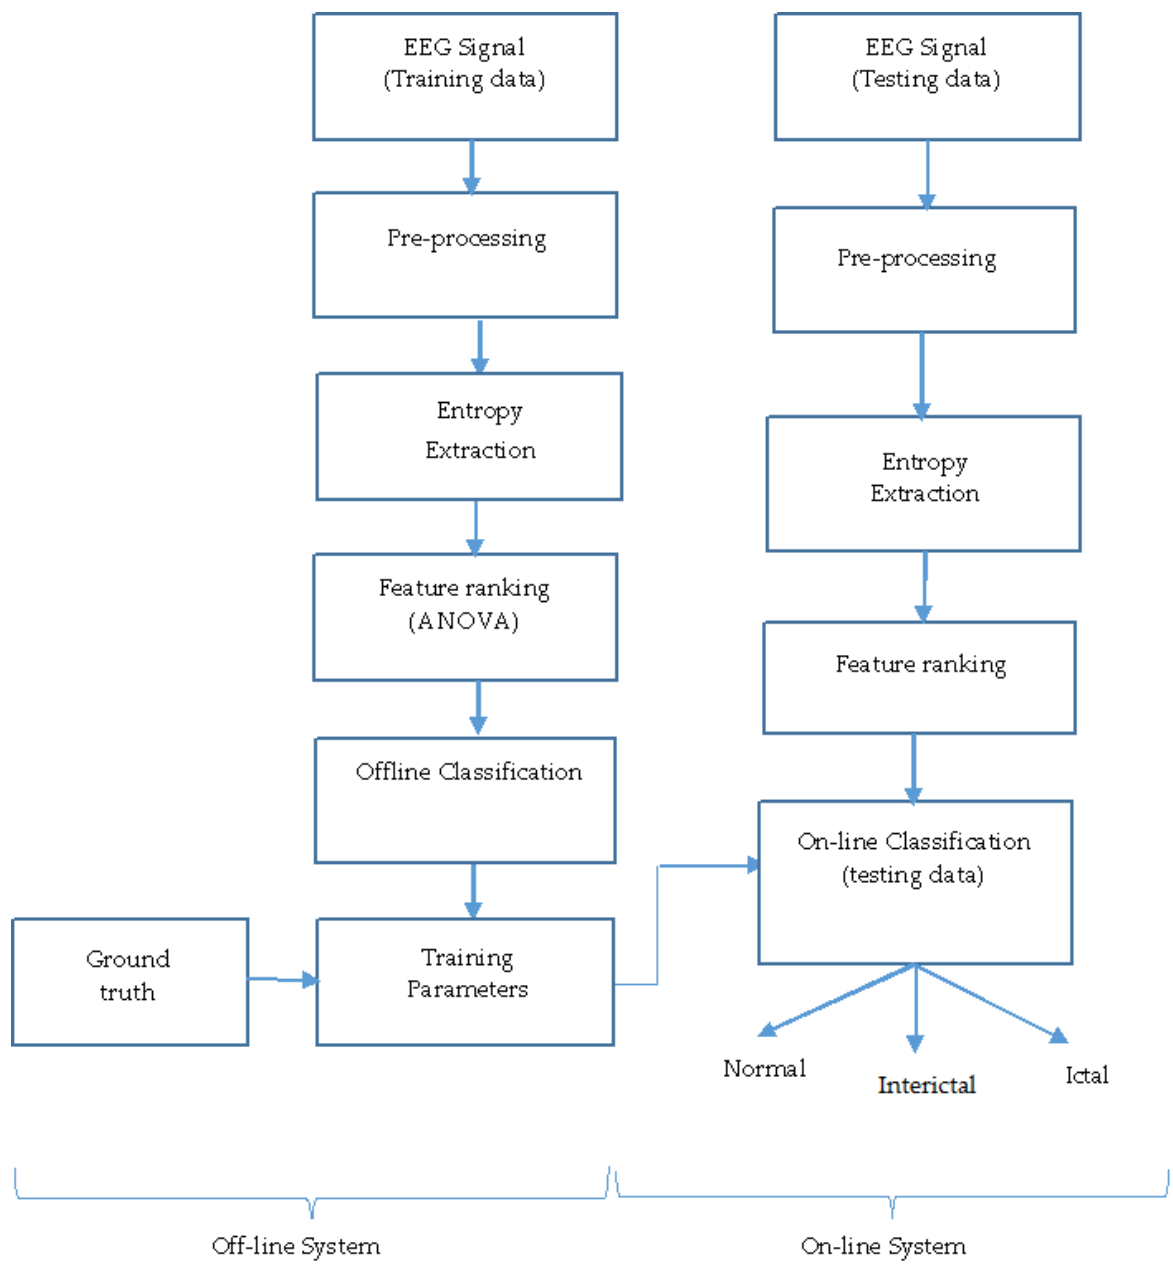 EEG Signal
(Training data)
Pre-processing
Entropy
Extraction
Feature ranking
(ANOVA)
Offline Classification
Ground
truth
Training
Parameters
EEG Signal
(Testing data)
Pre-processing
Entropy
Extraction
Feature ranking
On-line Classification
(testing data)
Normal
Interictal
Ictal
Off-line System
On-line System